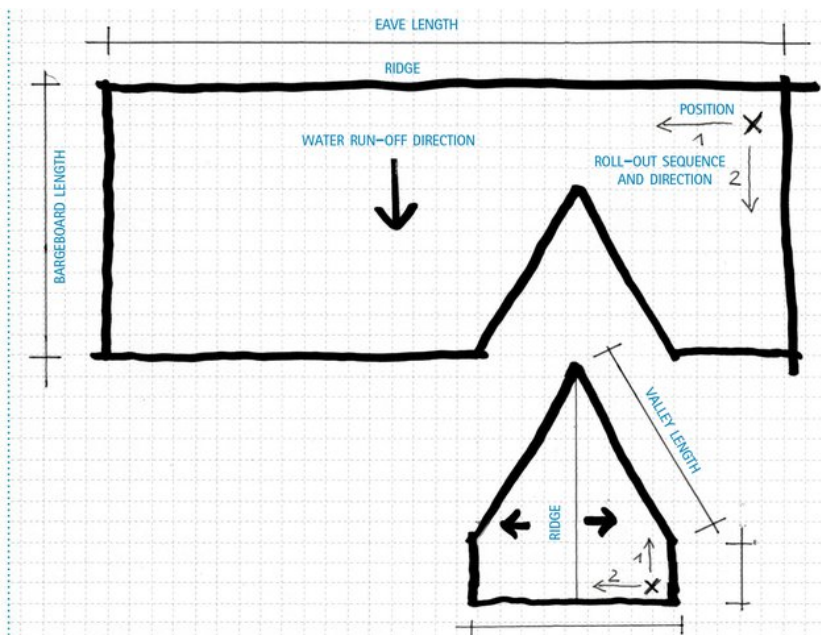 EAVE LENGTH
RIDGE
POSITION
1
WATER RUN-OFF DIRECTION
ROLL-OUT SEQUENCE
AND DIRECTION
2
BARGEBOARD LENGTH
VALLEY LENGTH
RIDGE
1
2